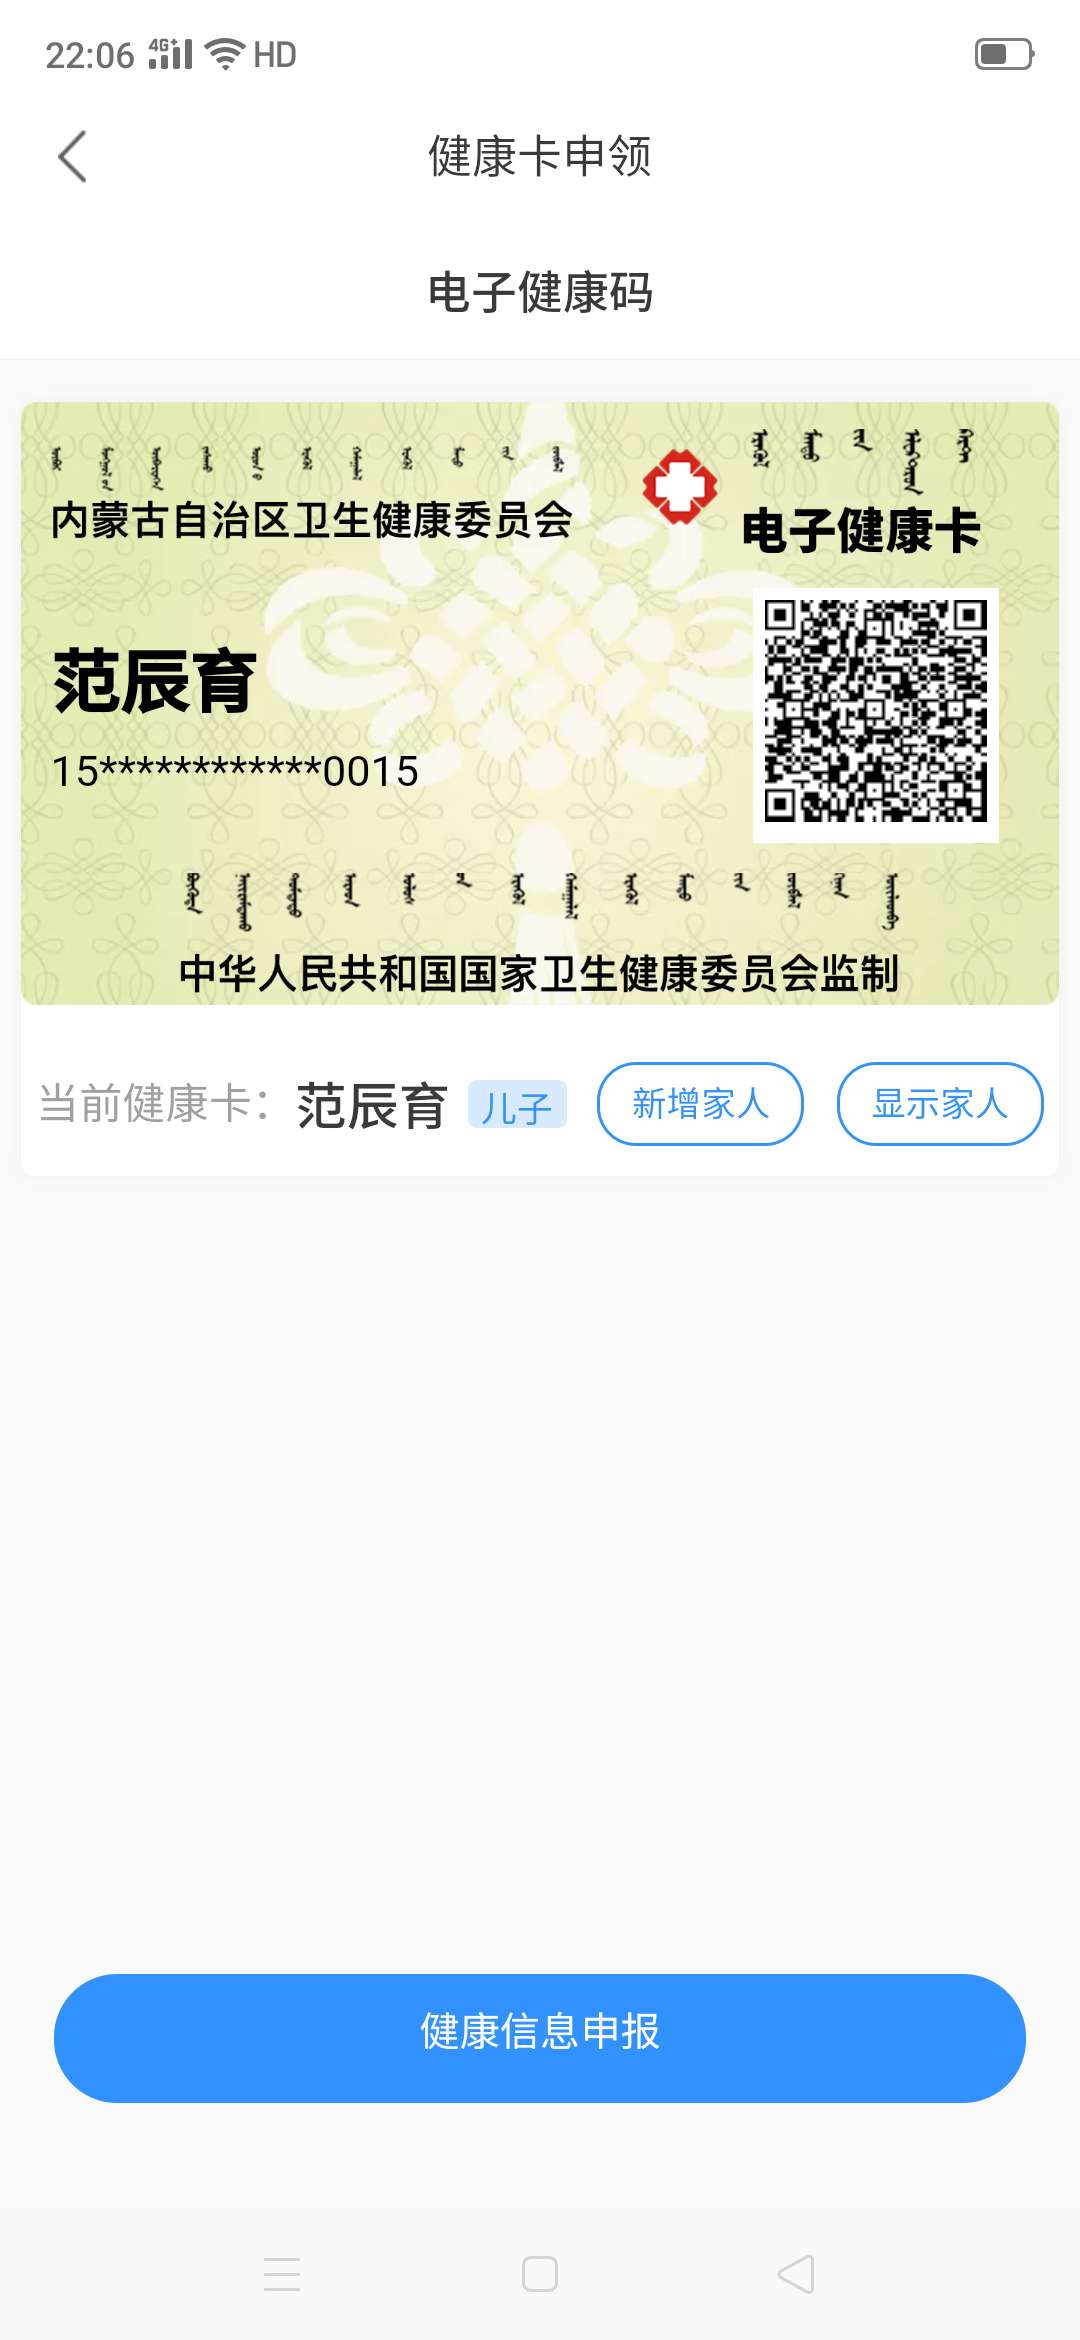 22:06 4G+ HD
健康卡申领
电子健康码
内蒙古自治区卫生健康委员会
电子健康卡
范辰育
15************0015
中华人民共和国国家卫生健康委员会监制
当前健康卡： 范辰育 儿子 新增家人 显示家人
健康信息申报